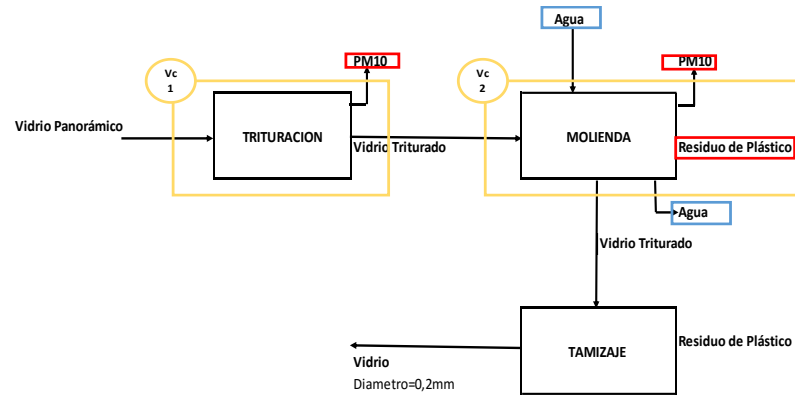 Agua
Vc
1
PM10
Vc
2
PM10
Vidrio Panorámico
TRITURACION
Vidrio Triturado
MOLIENDA
Residuo de Plástico
Agua
Vidrio Triturado
TAMIZAJE
Residuo de Plástico
Vidrio
Diametro=0,2mm